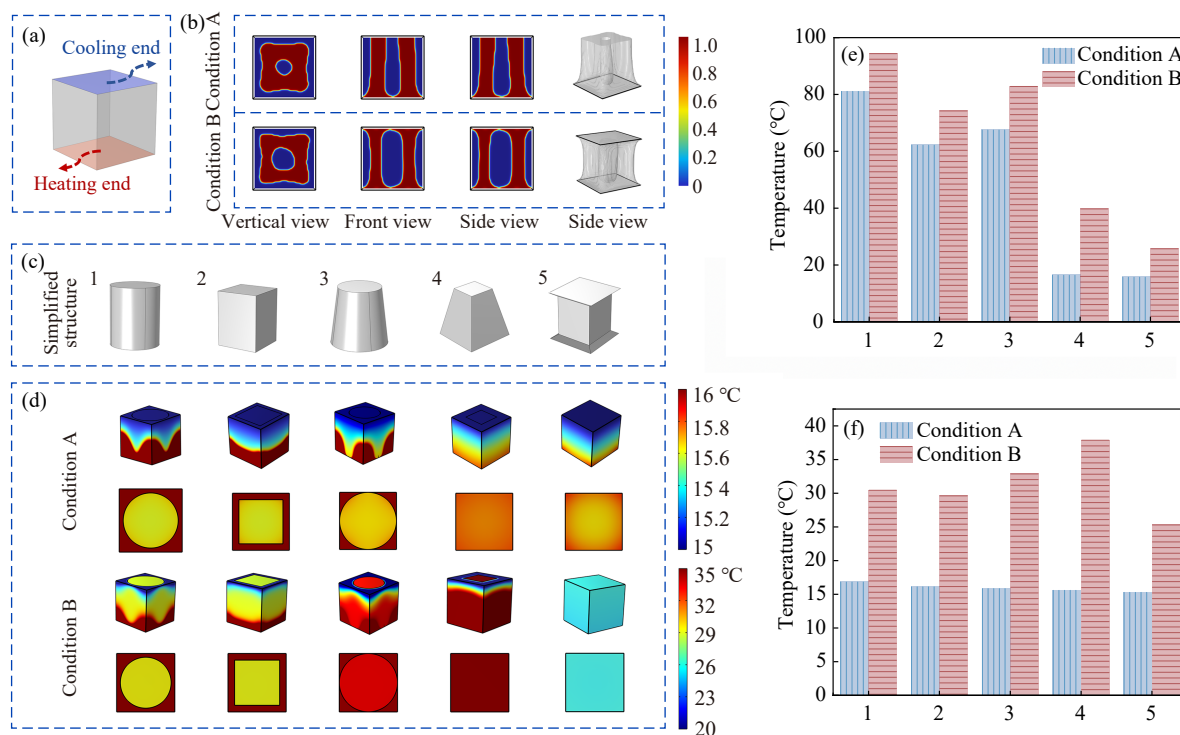 (a)
Cooling end
Heating end
(b)
Condition A
Condition B
1.0
0.8
0.6
0.4
0.2
0
Vertical view
Front view
Side view
Side view
(c)
Simplified
structure
1
2
3
4
5
(d)
Condition A
Condition B
16 °C
15.8
15.6
15.4
15.2
15
35 °C
32
29
26
23
20
(e)
Condition A
Condition B
Temperature (°C)
100
80
60
40
20
0
1
2
3
4
5
(f)
Condition A
Condition B
Temperature (°C)
40
35
30
25
20
15
10
5
0
1
2
3
4
5